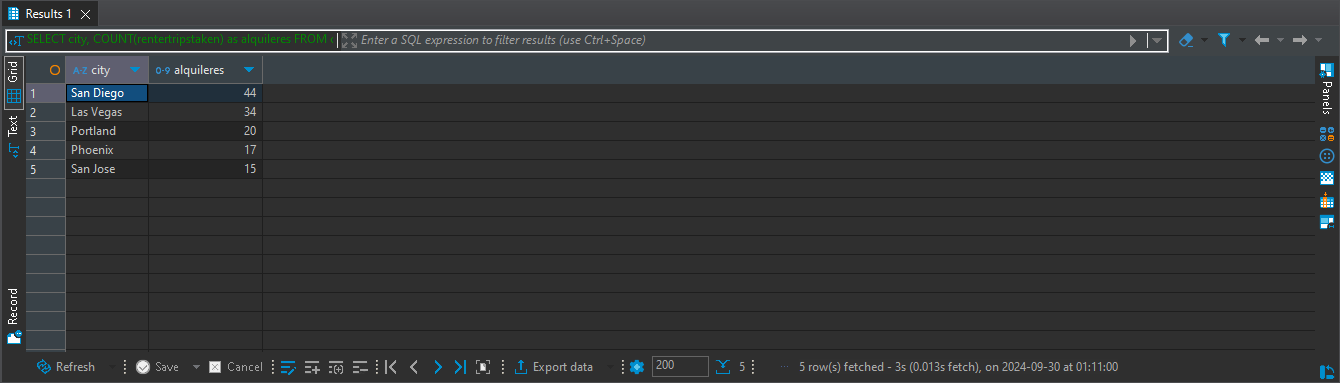 Results 1
SELECT city, COUNT(rentertripstaken) as alquileres FROM
Enter a SQL expression to filter results (use Ctrl+Space)
Grid
Text
Record
A-Z city 0-9 alquileres
1 San Diego 44
2 Las Vegas 34
3 Portland 20
4 Phoenix 17
5 San Jose 15
Panels
Refresh Save Cancel Export data 200 5 5 row(s) fetched - 3s (0.013s fetch), on 2024-09-30 at 01:11:00